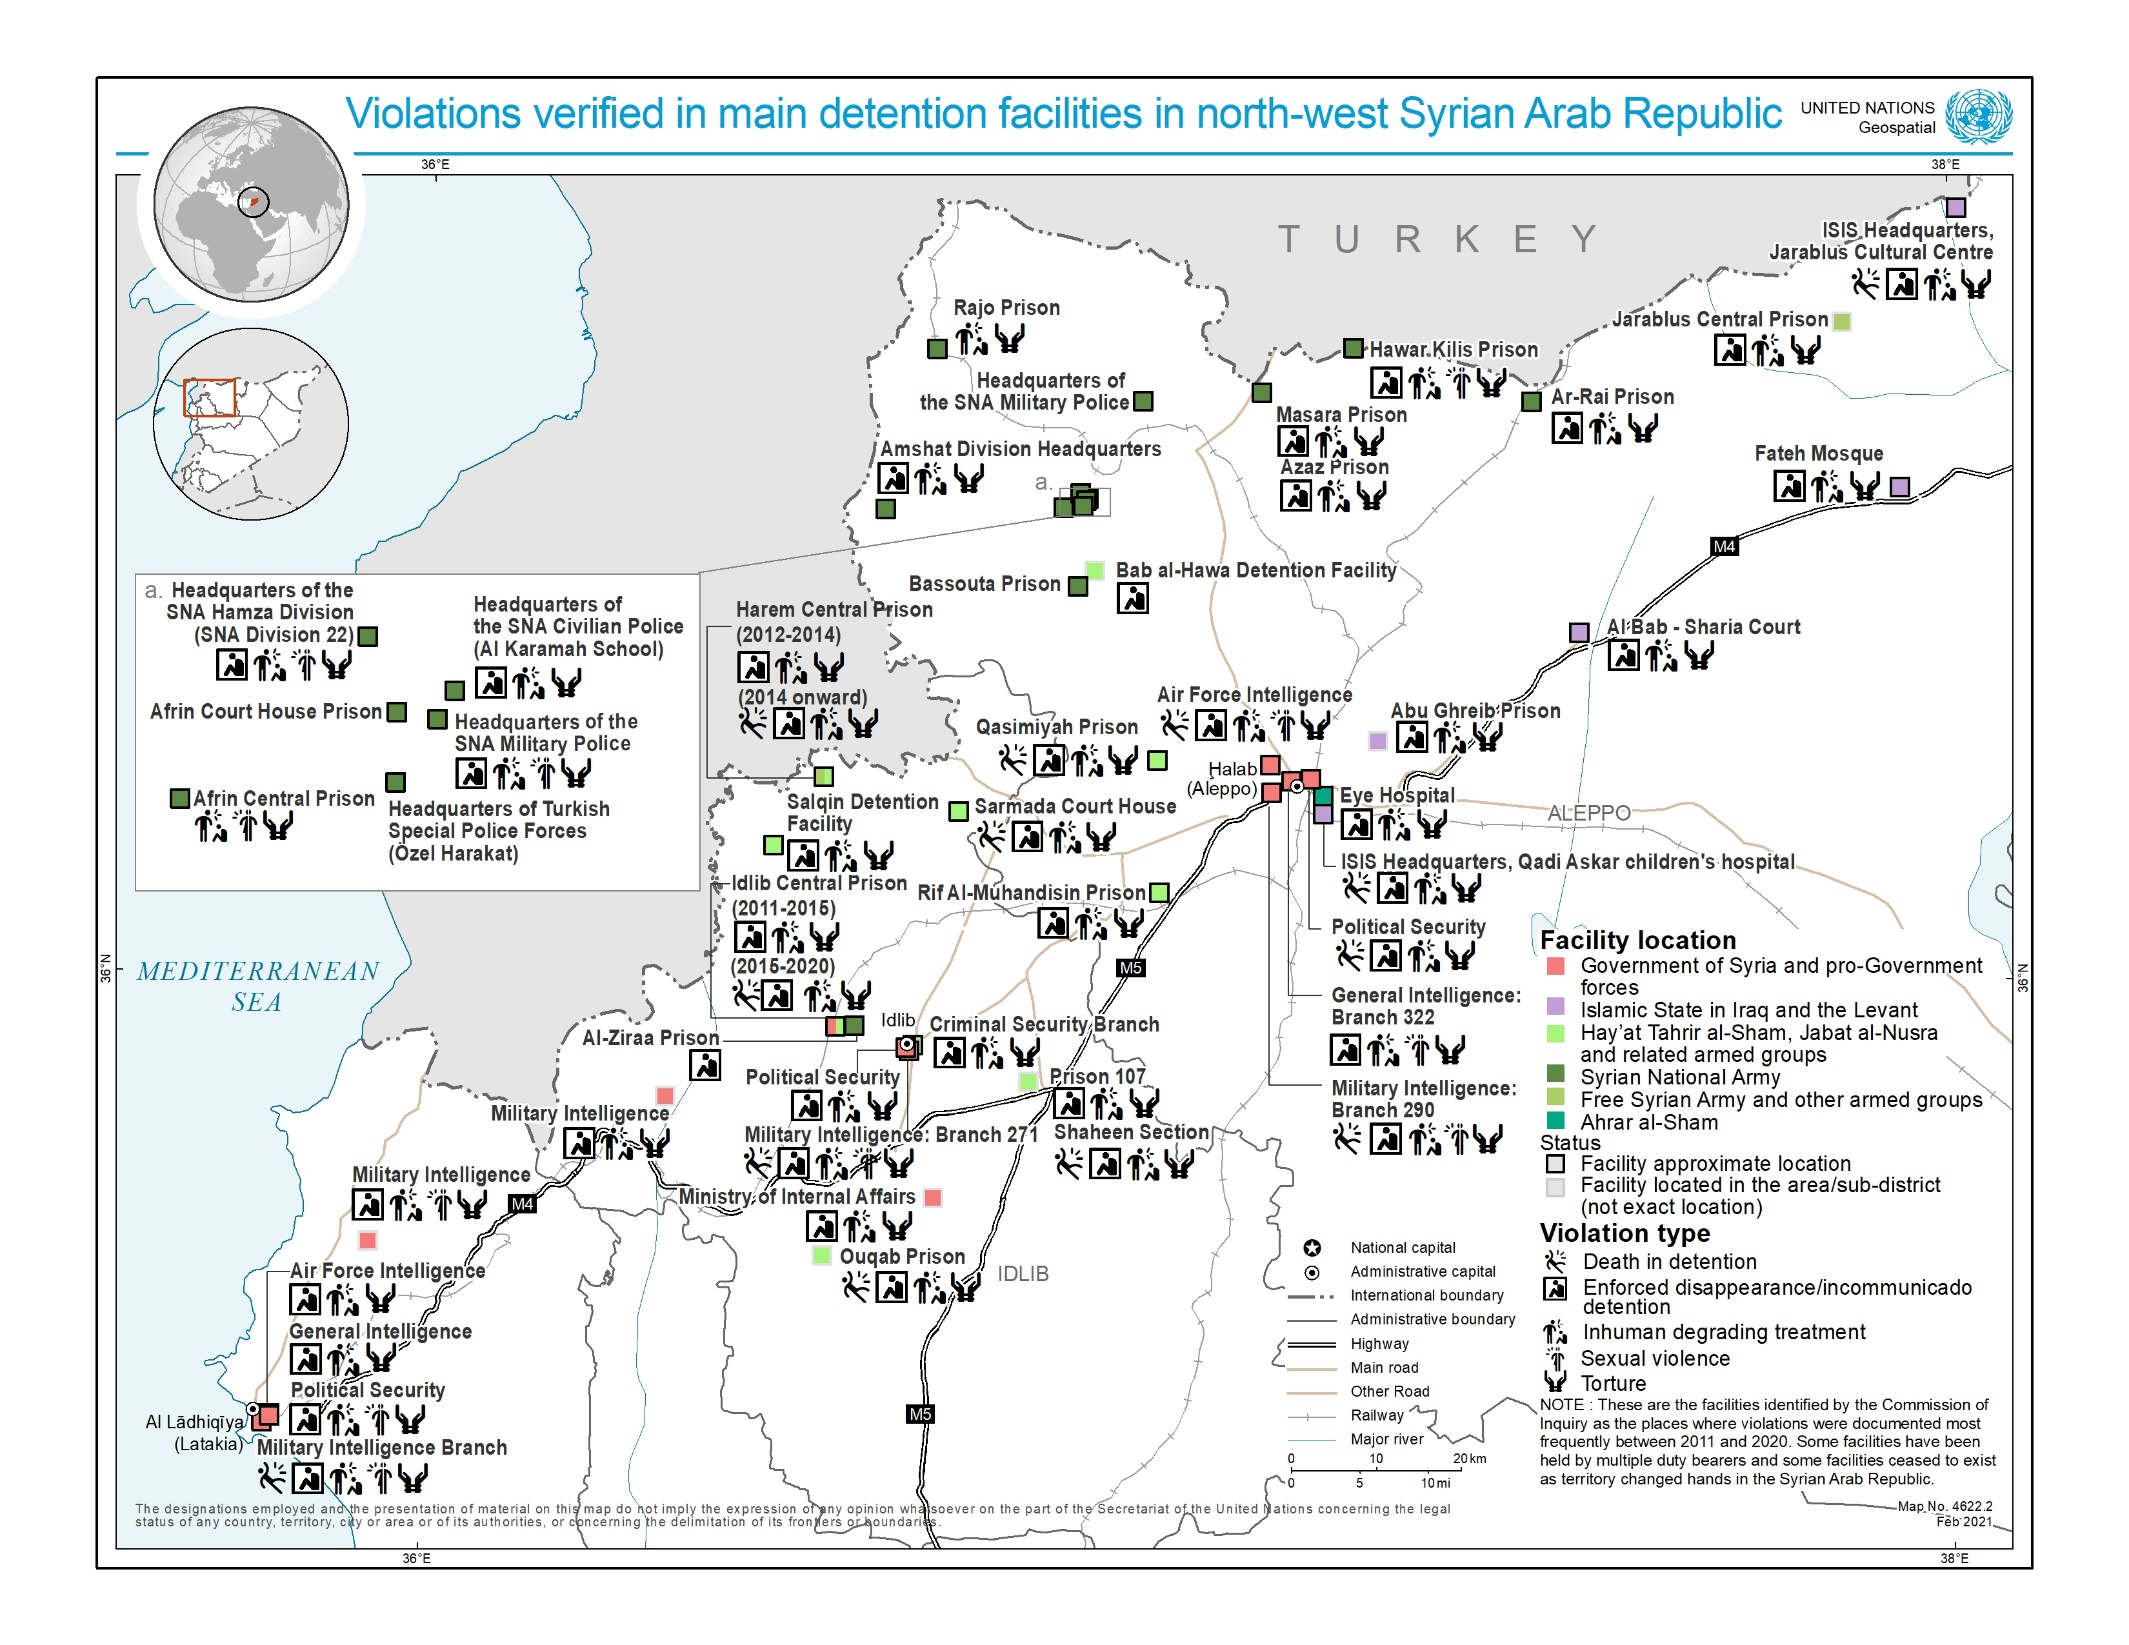 Violations verified in main detention facilities in north-west Syrian Arab Republic
UNITED NATIONS
Geospatial
36°E
38°E
TURKEY
ISIS Headquarters,
Jarablus Cultural Centre
Rajo Prison
Jarablus Central Prison
Hawar Kilis Prison
Headquarters of
the SNA Military Police
Ar-Rai Prison
Masara Prison
Amshat Division Headquarters
Fateh Mosque
Azaz Prison
a.
M4
Bab al-Hawa Detention Facility
Bassouta Prison
a. Headquarters of the
SNA Hamza Division
(SNA Division 22)
Headquarters of
the SNA Civilian Police
(Al Karamah School)
Afrin Court House Prison
Headquarters of the
SNA Military Police
Afrin Central Prison
Headquarters of Turkish
Special Police Forces
(Özel Harakat)
Harem Central Prison
(2012-2014)
(2014 onward)
Al Bab - Sharia Court
Air Force Intelligence
Abu Ghreib Prison
Qasimiyah Prison
Ḩalab
(Aleppo)
Salqin Detention
Facility
Sarmada Court House
Eye Hospital
ALEPPO
ISIS Headquarters, Qadi Askar children's hospital
Idlib Central Prison
(2011-2015)
(2015-2020)
Rif Al-Muhandisin Prison
Political Security
M5
36°N
MEDITERRANEAN
SEA
36°N
General Intelligence:
Branch 322
Idlib
Criminal Security Branch
Al-Ziraa Prison
Political Security
Prison 107
Military Intelligence:
Branch 290
Military Intelligence
Military Intelligence: Branch 271
Shaheen Section
Military Intelligence
M4
Ministry of Internal Affairs
Ouqab Prison
IDLIB
Air Force Intelligence
General Intelligence
Political Security
Al Lādhiqīya
(Latakia)
Military Intelligence Branch
M5
Facility location
Government of Syria and pro-Government
forces
Islamic State in Iraq and the Levant
Hay’at Tahrir al-Sham, Jabat al-Nusra
and related armed groups
Syrian National Army
Free Syrian Army and other armed groups
Ahrar al-Sham
Status
Facility approximate location
Facility located in the area/sub-district
(not exact location)
Violation type
Death in detention
Enforced disappearance/incommunicado
detention
Inhuman degrading treatment
Sexual violence
Torture
National capital
Administrative capital
International boundary
Administrative boundary
Highway
Main road
Other Road
Railway
Major river
0 10 20 km
0 5 10 mi
NOTE : These are the facilities identified by the Commission of
Inquiry as the places where violations were documented most
frequently between 2011 and 2020. Some facilities have been
held by multiple duty bearers and some facilities ceased to exist
as territory changed hands in the Syrian Arab Republic.
The designations employed and the presentation of material on this map do not imply the expression of any opinion whatsoever on the part of the Secretariat of the United Nations concerning the legal
status of any country, territory, city or area or of its authorities, or concerning the delimitation of its frontiers or boundaries.
Map No. 4622.2
Feb 2021
36°E
38°E